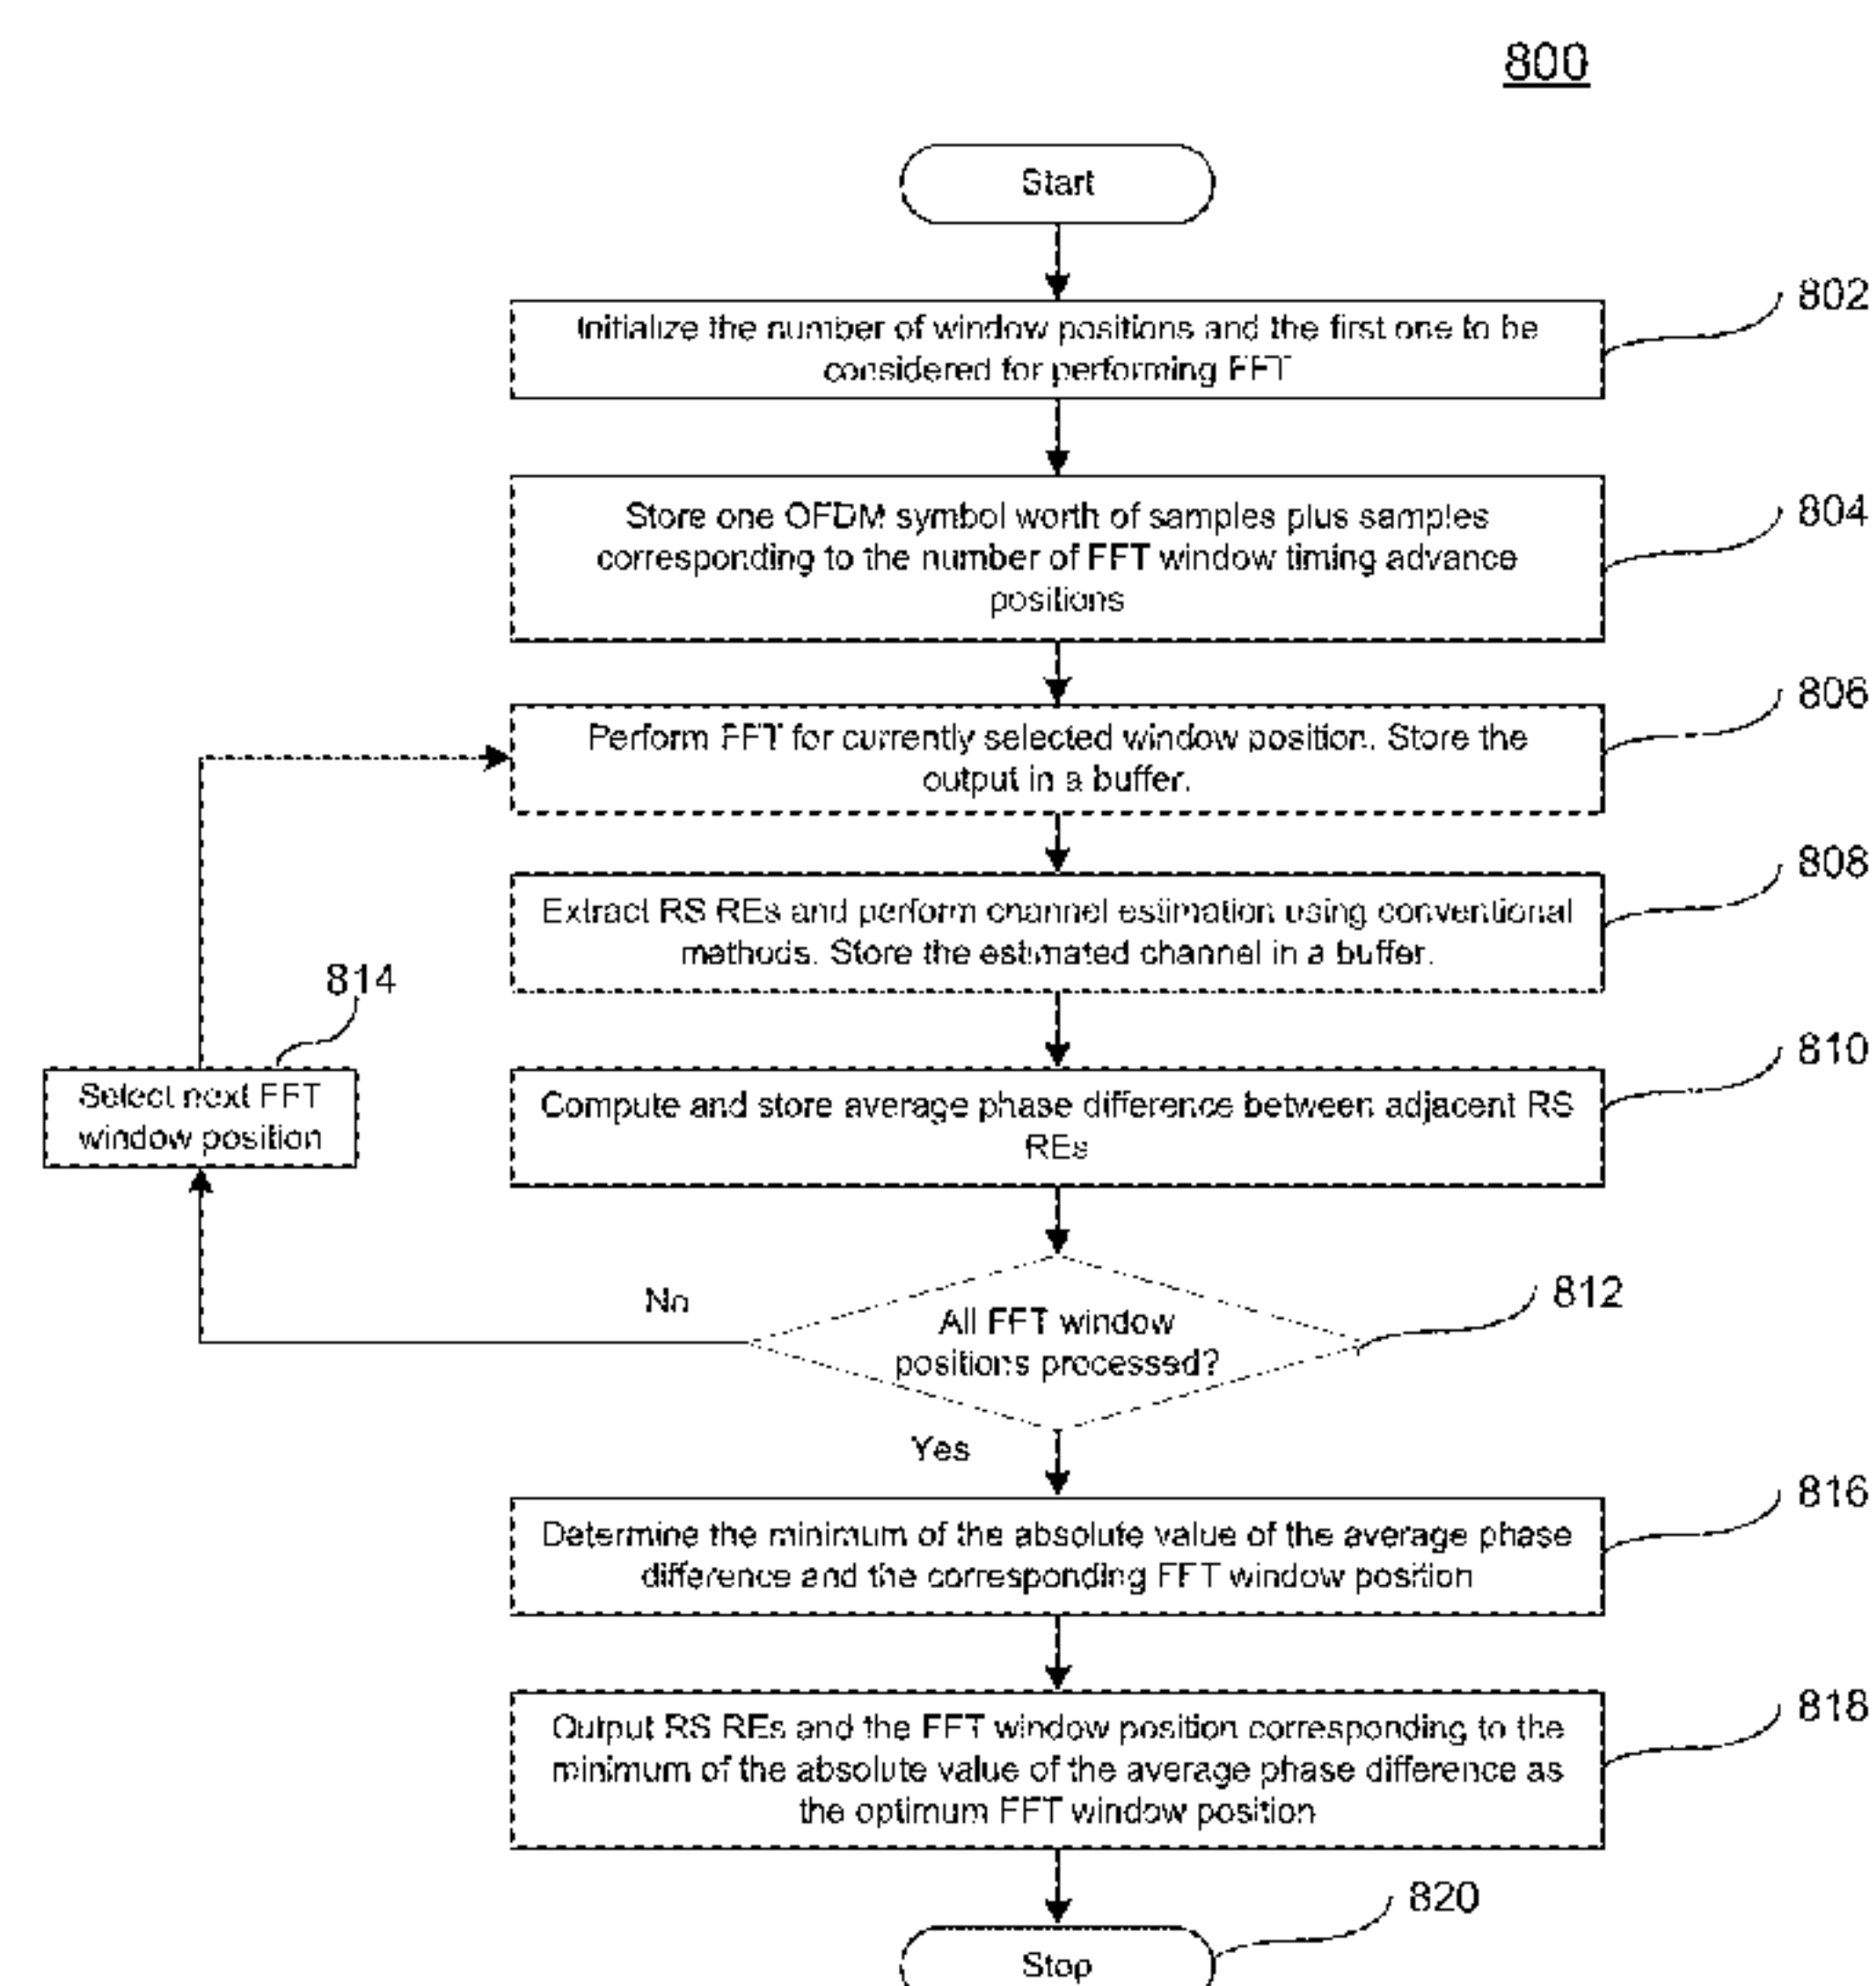 800
Start
802
Initialize the number of window positions and the first one to be
considered for performing FFT
804
Store one OFDM symbol worth of samples plus samples
corresponding to the number of FFT window timing advance
positions
806
Perform FFT for currently selected window position. Store the
output in a buffer.
808
Extract RS REs and perform channel estimation using conventional
methods. Store the estimated channel in a buffer.
814
810
Select next FFT
window position
Compute and store average phase difference between adjacent RS
REs
812
No
All FFT window
positions processed?
Yes
816
Determine the minimum of the absolute value of the average phase
difference and the corresponding FFT window position
818
Output RS REs and the FFT window position corresponding to the
minimum of the absolute value of the average phase difference as
the optimum FFT window position
820
Stop